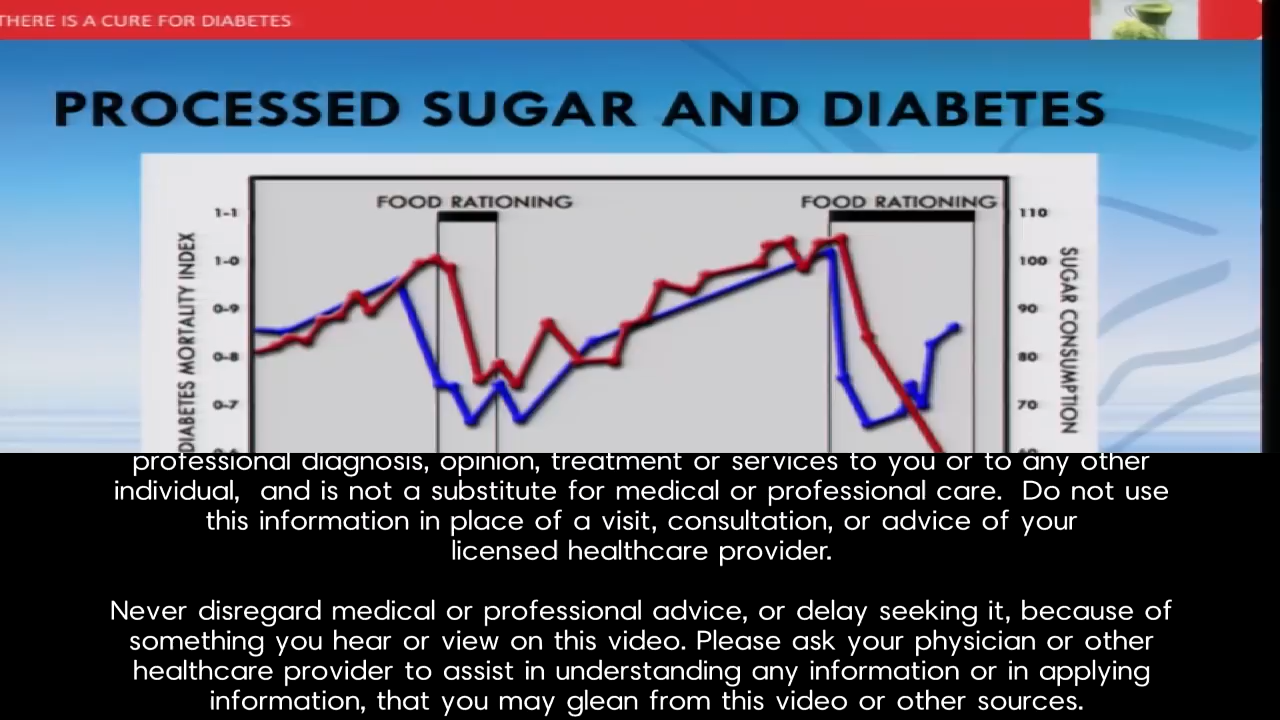 THERE IS A CURE FOR DIABETES
PROCESSED SUGAR AND DIABETES
FOOD RATIONING
FOOD RATIONING
1-1
1-0
0-9
0-8
0-7
DIABETES MORTALITY INDEX
110
100
90
80
70
SUGAR CONSUMPTION
professional diagnosis, opinion, treatment or services to you or to any other
individual, and is not a substitute for medical or professional care. Do not use
this information in place of a visit, consultation, or advice of your
licensed healthcare provider.
Never disregard medical or professional advice, or delay seeking it, because of
something you hear or view on this video. Please ask your physician or other
healthcare provider to assist in understanding any information or in applying
information, that you may glean from this video or other sources.